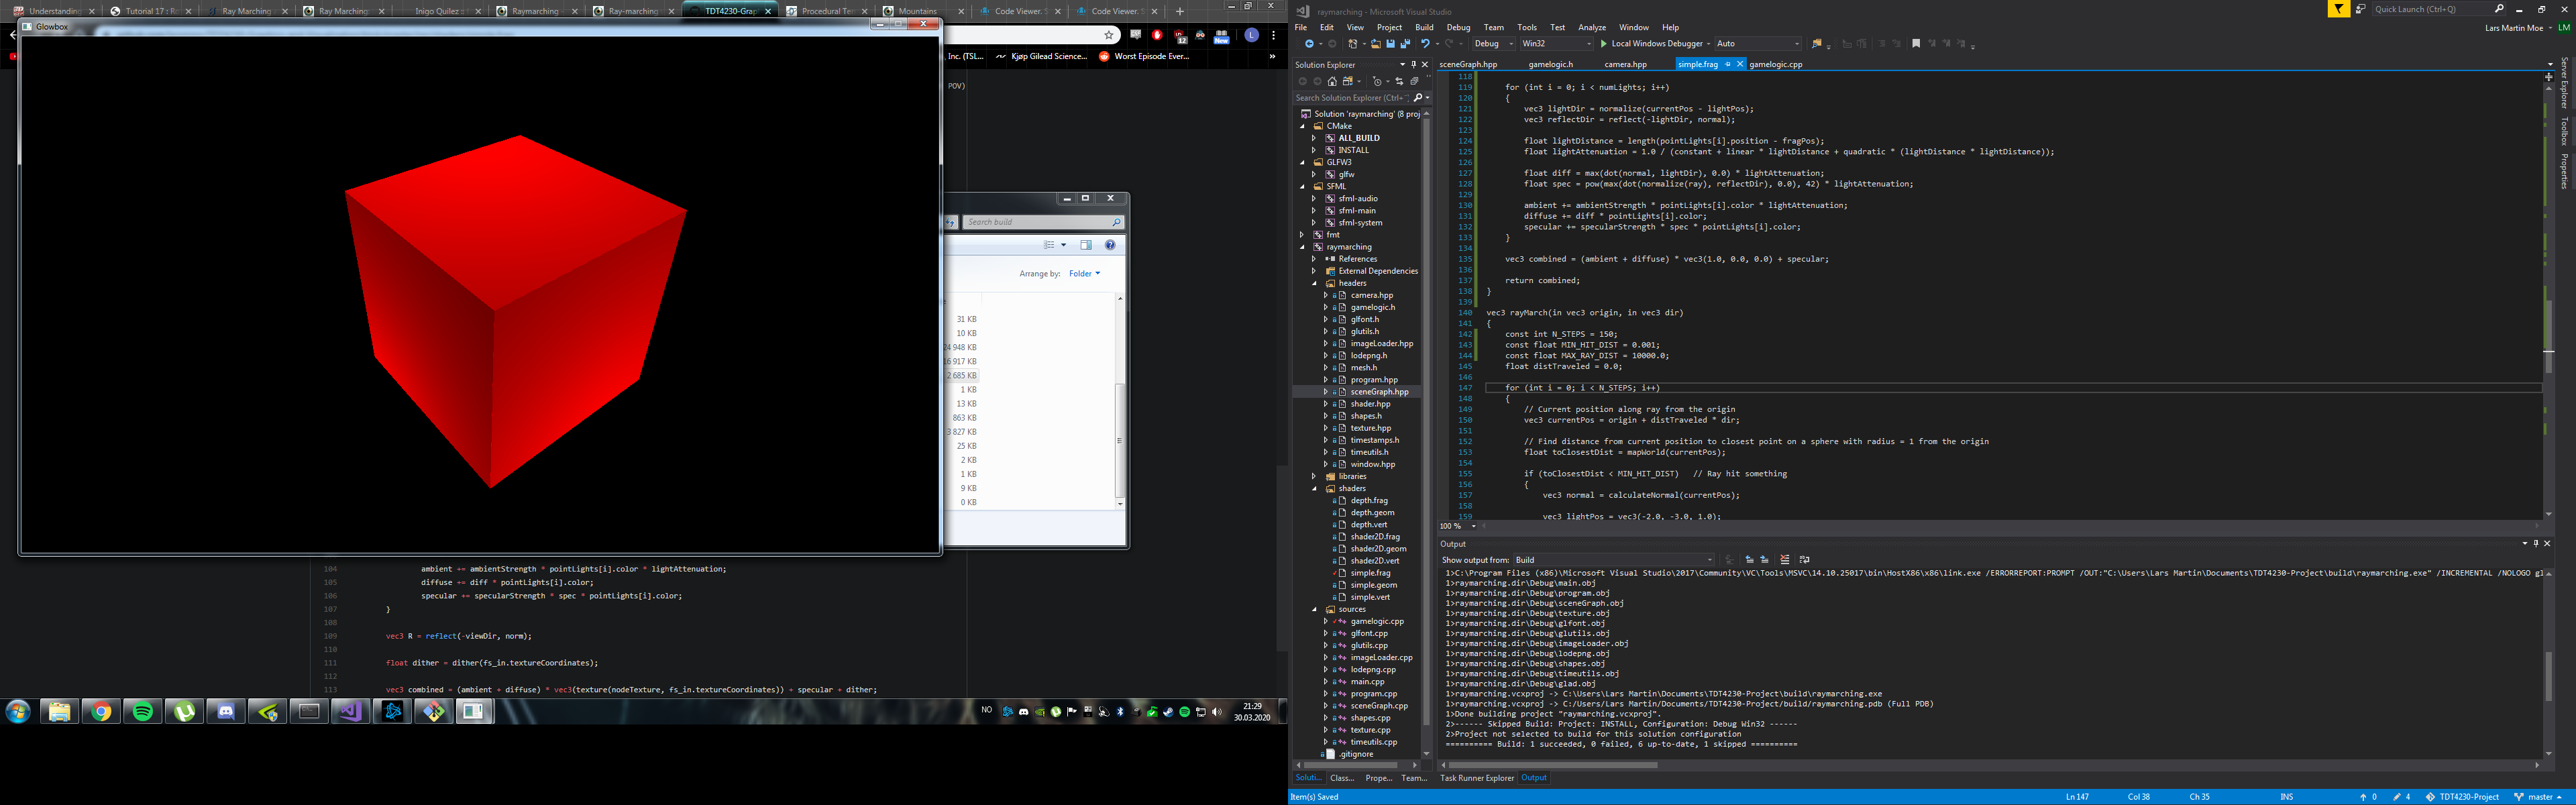 Understanding
Tutorial 17 : R
Ray Marching
Ray Marching:
Inigo Quilez
Raymarching
Ray-marching
TDT4230-Grap
Procedural Te
Mountains
Code Viewer. S
Code Viewer. S
Glowbox
12
New
L
Inc. (TSL...
Kjøp Gilead Science...
Worst Episode Ever...
POV)
Search build
Arrange by:
Folder
31 KB
10 KB
24 948 KB
16 917 KB
2 685 KB
1 KB
13 KB
863 KB
3 827 KB
25 KB
2 KB
1 KB
9 KB
0 KB
104 ambient += ambientStrength * pointLights[i].color * lightAttenuation;
105 diffuse += diff * pointLights[i].color;
106 specular += specularStrength * spec * pointLights[i].color;
107 }
108
109 vec3 R = reflect(-viewDir, norm);
110
111 float dither = dither(fs_in.textureCoordinates);
112
113 vec3 combined = (ambient + diffuse) * vec3(texture(nodeTexture, fs_in.textureCoordinates)) + specular + dither;
NO
21:29
30.03.2020
raymarching - Microsoft Visual Studio
Quick Launch (Ctrl+Q)
File Edit View Project Build Debug Team Tools Test Analyze Window Help
Lars Martin Moe
LM
Debug
Win32
Local Windows Debugger
Auto
Solution Explorer
Search Solution Explorer (Ctrl+
Solution 'raymarching' (8 proj
CMake
ALL_BUILD
INSTALL
GLFW3
glfw
SFML
sfml-audio
sfml-main
sfml-system
fmt
raymarching
References
External Dependencies
headers
camera.hpp
gamelogic.h
glfont.h
glutils.h
imageLoader.hpp
lodepng.h
mesh.h
program.hpp
sceneGraph.hpp
shader.hpp
shapes.h
texture.hpp
timestamps.h
timeutils.h
window.hpp
libraries
shaders
depth.frag
depth.geom
depth.vert
shader2D.frag
shader2D.geom
shader2D.vert
simple.frag
simple.geom
simple.vert
sources
gamelogic.cpp
glfont.cpp
glutils.cpp
imageLoader.cpp
lodepng.cpp
main.cpp
program.cpp
sceneGraph.cpp
shapes.cpp
texture.cpp
timeutils.cpp
.gitignore
Soluti...
Class...
Prope...
Team...
sceneGraph.hpp
gamelogic.h
camera.hpp
simple.frag
gamelogic.cpp
118
119 for (int i = 0; i < numLights; i++)
120 {
121 vec3 lightDir = normalize(currentPos - lightPos);
122 vec3 reflectDir = reflect(-lightDir, normal);
123
124 float lightDistance = length(pointLights[i].position - fragPos);
125 float lightAttenuation = 1.0 / (constant + linear * lightDistance + quadratic * (lightDistance * lightDistance));
126
127 float diff = max(dot(normal, lightDir), 0.0) * lightAttenuation;
128 float spec = pow(max(dot(normalize(ray), reflectDir), 0.0), 42) * lightAttenuation;
129
130 ambient += ambientStrength * pointLights[i].color * lightAttenuation;
131 diffuse += diff * pointLights[i].color;
132 specular += specularStrength * spec * pointLights[i].color;
133 }
134
135 vec3 combined = (ambient + diffuse) * vec3(1.0, 0.0, 0.0) + specular;
136
137 return combined;
138 }
139
140 vec3 rayMarch(in vec3 origin, in vec3 dir)
141 {
142 const int N_STEPS = 150;
143 const float MIN_HIT_DIST = 0.001;
144 const float MAX_RAY_DIST = 10000.0;
145 float distTraveled = 0.0;
146
147 for (int i = 0; i < N_STEPS; i++)
148 {
149 // Current position along ray from the origin
150 vec3 currentPos = origin + distTraveled * dir;
151
152 // Find distance from current position to closest point on a sphere with radius = 1 from the origin
153 float toClosestDist = mapWorld(currentPos);
154
155 if (toClosestDist < MIN_HIT_DIST) // Ray hit something
156 {
157 vec3 normal = calculateNormal(currentPos);
158
159 vec3 lightPos = vec3(-2.0, -3.0, 1.0);
100 %
Server Explorer
Toolbox
Properties
Output
Show output from:
Build
1>C:\Program Files (x86)\Microsoft Visual Studio\2017\Community\VC\Tools\MSVC\14.10.25017\bin\HostX86\x86\link.exe /ERRORREPORT:PROMPT /OUT:"C:\Users\Lars Martin\Documents\TDT4230-Project\build\raymarching.exe" /INCREMENTAL /NOLOGO gl
1>raymarching.dir\Debug\main.obj
1>raymarching.dir\Debug\program.obj
1>raymarching.dir\Debug\sceneGraph.obj
1>raymarching.dir\Debug\texture.obj
1>raymarching.dir\Debug\glfont.obj
1>raymarching.dir\Debug\glutils.obj
1>raymarching.dir\Debug\imageLoader.obj
1>raymarching.dir\Debug\lodepng.obj
1>raymarching.dir\Debug\shapes.obj
1>raymarching.dir\Debug\timeutils.obj
1>raymarching.dir\Debug\glad.obj
1>raymarching.vcxproj -> C:\Users\Lars Martin\Documents\TDT4230-Project\build\raymarching.exe
1>raymarching.vcxproj -> C:/Users/Lars Martin/Documents/TDT4230-Project/build/raymarching.pdb (Full PDB)
1>Done building project "raymarching.vcxproj".
2>------ Skipped Build: Project: INSTALL, Configuration: Debug Win32 ------
2>Project not selected to build for this solution configuration
========== Build: 1 succeeded, 0 failed, 6 up-to-date, 1 skipped ==========
Task Runner Explorer
Output
Item(s) Saved
Ln 147
Col 38
Ch 35
INS
0
4
TDT4230-Project
master